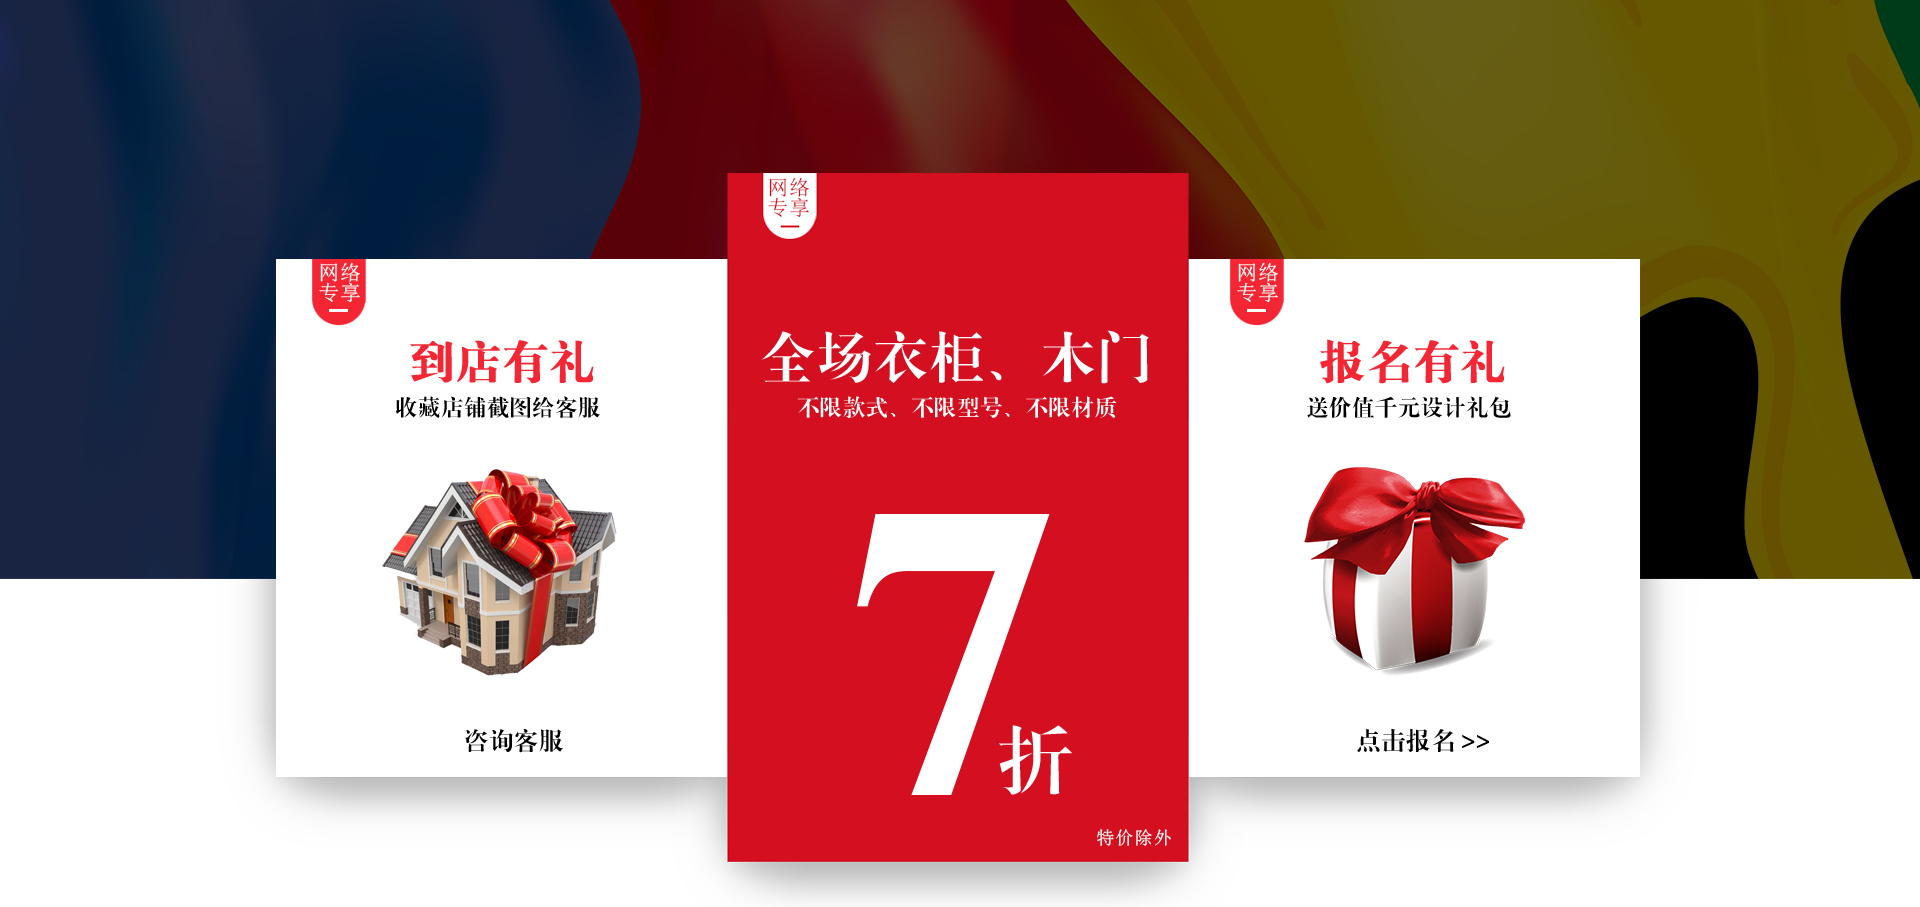 网络
专享
到店有礼
收藏店铺截图给客服
咨询客服
网络
专享
全场衣柜、木门
不限款式、不限型号、不限材质
7折
特价除外
网络
专享
报名有礼
送价值千元设计礼包
点击报名 >>